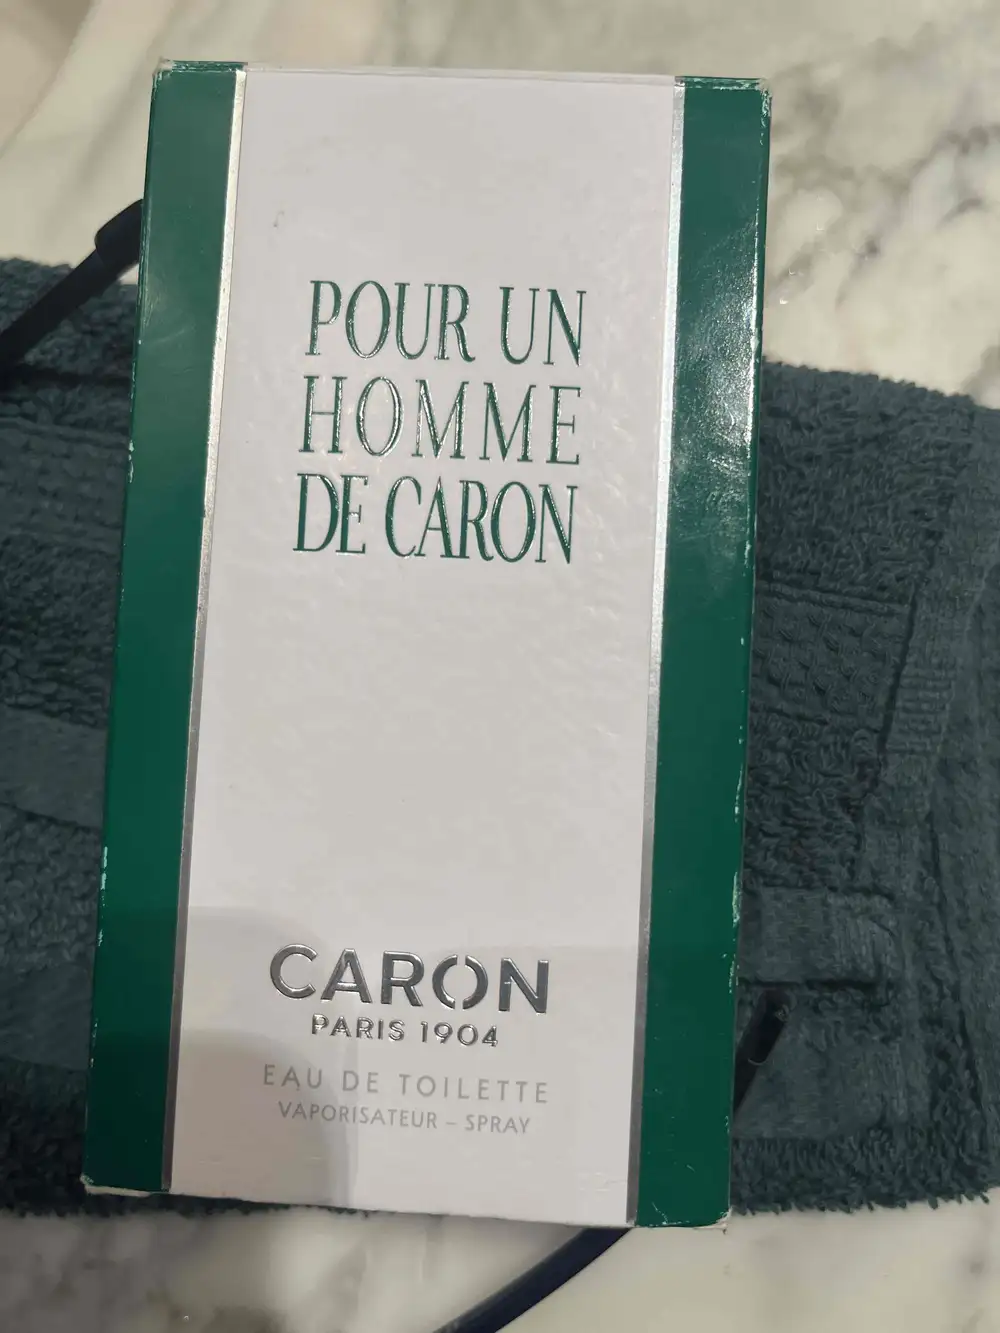 POUR UN
HOMME
DE CARON
CARON
PARIS 1904
EAU DE TOILETTE
VAPORISATEUR – SPRAY